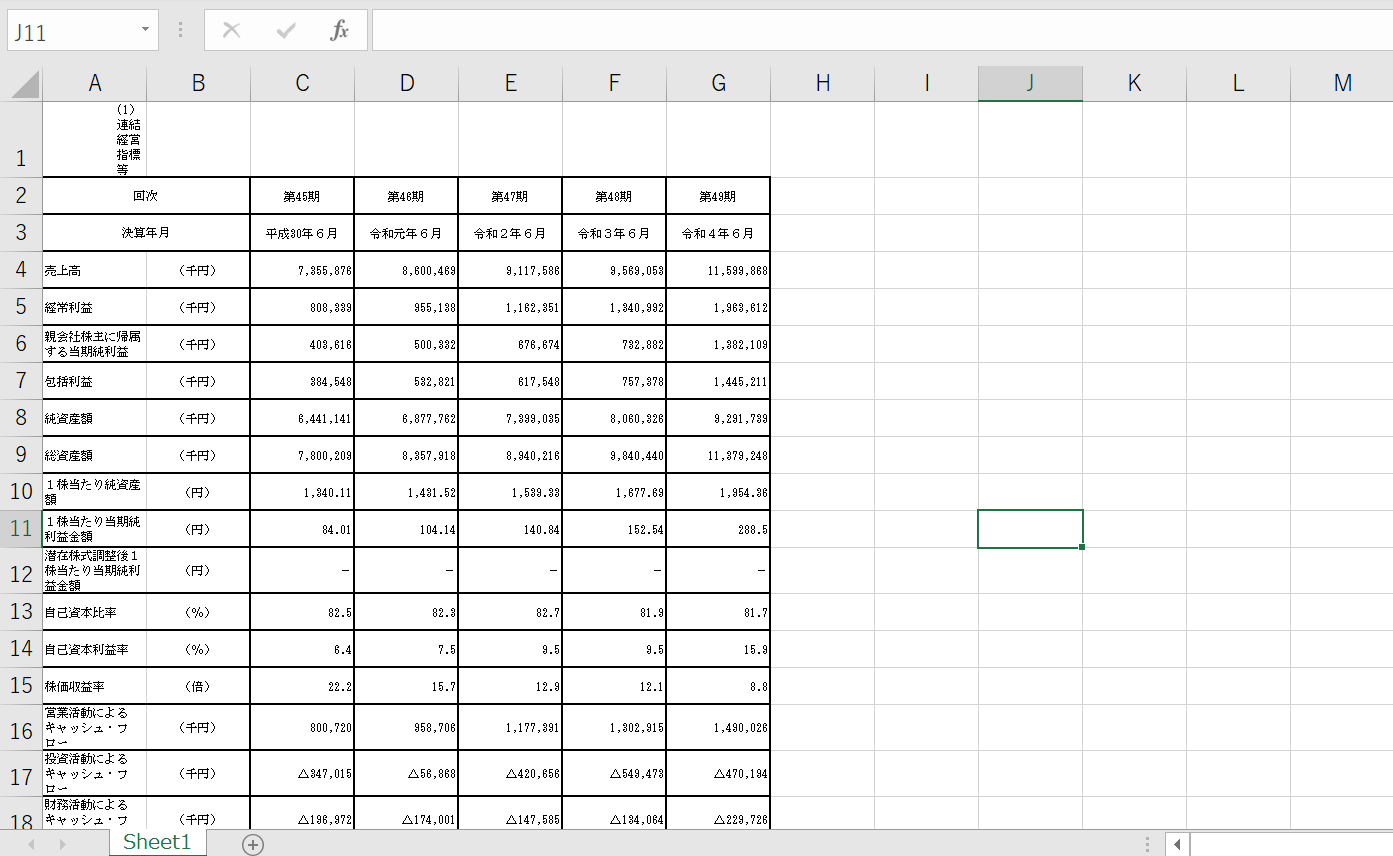 J11 fx
A B C D E F G H I J K L M
(1)
連結
経営
指標
1 等
2 回次 第45期 第46期 第47期 第48期 第49期
3 決算年月 平成30年６月 令和元年６月 令和２年６月 令和３年６月 令和４年６月
4 売上高 （千円） 7,355,876 8,600,469 9,117,586 9,569,053 11,599,868
5 経常利益 （千円） 808,339 955,138 1,162,351 1,340,992 1,963,612
親会社株主に帰属
6 する当期純利益 （千円） 403,616 500,332 676,674 732,882 1,382,109
7 包括利益 （千円） 384,548 532,821 617,548 757,378 1,445,211
8 純資産額 （千円） 6,441,141 6,877,762 7,399,035 8,060,326 9,291,739
9 総資産額 （千円） 7,800,209 8,357,918 8,940,216 9,840,440 11,379,248
１株当たり純資産
10 額 （円） 1,340.11 1,431.52 1,539.33 1,677.69 1,954.36
１株当たり当期純
11 利益金額 （円） 84.01 104.14 140.84 152.54 288.5
潜在株式調整後１
株当たり当期純利
12 益金額 （円） － － － － －
13 自己資本比率 （％） 82.5 82.3 82.7 81.9 81.7
14 自己資本利益率 （％） 6.4 7.5 9.5 9.5 15.9
15 株価収益率 （倍） 22.2 15.7 12.9 12.1 8.8
営業活動による
キャッシュ・フ
16 ロー （千円） 800,720 958,706 1,177,391 1,302,915 1,490,026
投資活動による
キャッシュ・フ
17 ロー （千円） △347,015 △56,868 △420,656 △549,473 △470,194
財務活動による
18 キャッシュ・フ （千円） △196,972 △174,001 △147,585 △134,064 △229,726
Sheet1